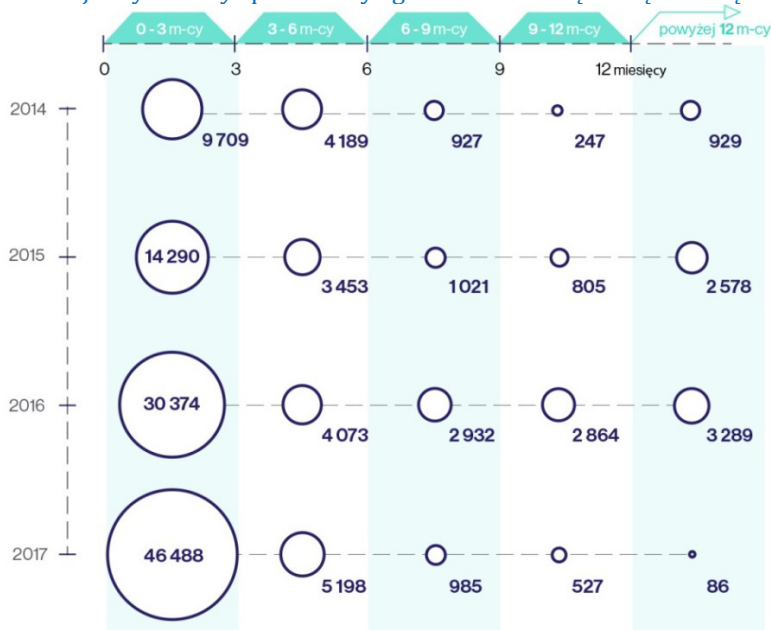 0 - 3 m-cy 3 - 6 m-cy 6 - 9 m-cy 9 - 12 m-cy powyżej 12 m-cy
0 3 6 9 12 miesięcy
2014
9 709 4 189 927 247 929
2015 14 290
3 453 1 021 805 2 578
2016 30 374
4 073 2 932 2 864 3 289
2017 46 488
5 198 985 527 86